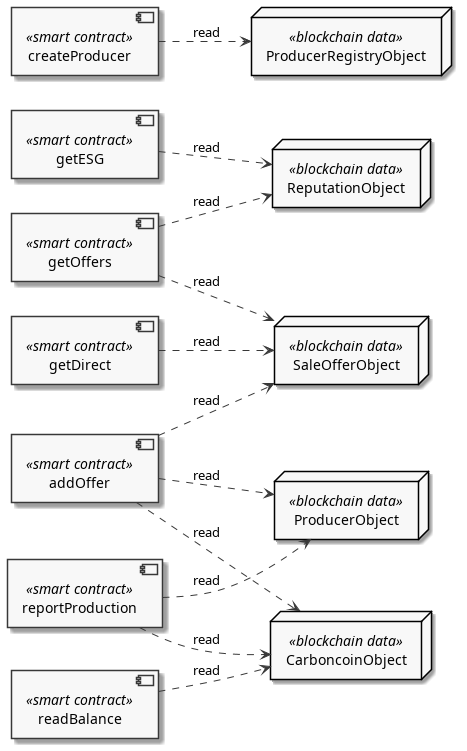 «smart contract»
createProducer
read
«blockchain data»
ProducerRegistryObject
«smart contract»
getESG
read
«blockchain data»
ReputationObject
read
«smart contract»
getOffers
read
«smart contract»
getDirect
read
«blockchain data»
SaleOfferObject
read
«smart contract»
addOffer
read
«blockchain data»
ProducerObject
read
«smart contract»
reportProduction
read
read
«blockchain data»
CarboncoinObject
«smart contract»
readBalance
read